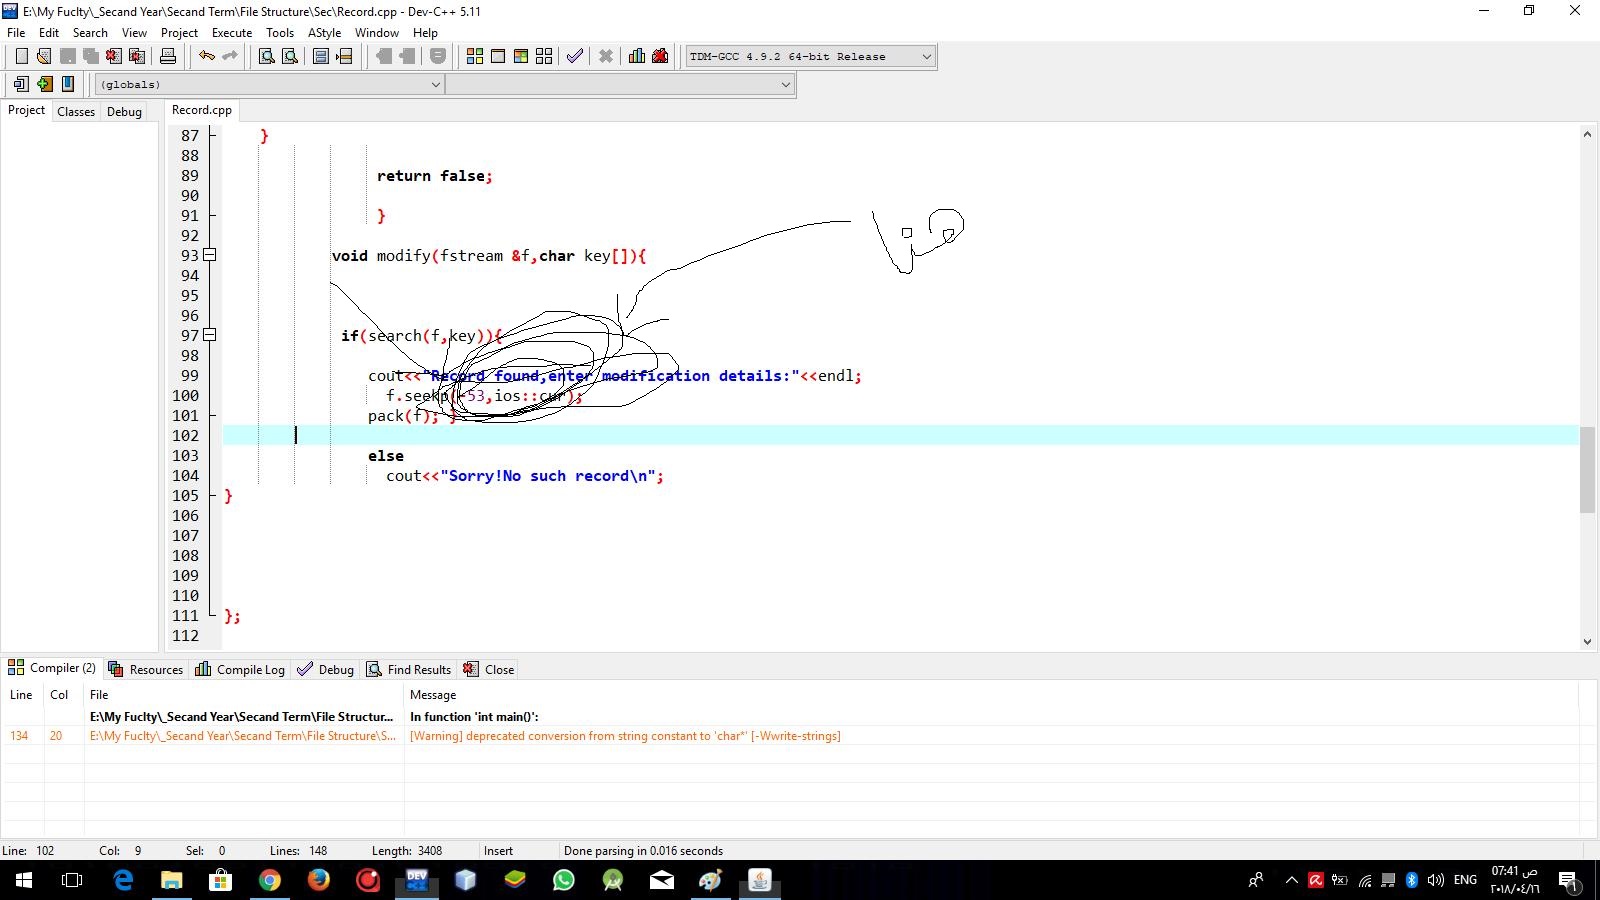 E:\My Fuclty\_Secand Year\Secand Term\File Structure\Sec\Record.cpp - Dev-C++ 5.11
File Edit Search View Project Execute Tools AStyle Window Help
TDM-GCC 4.9.2 64-bit Release
(globals)
Project Classes Debug Record.cpp
87 }
88
89 return false;
90
91 }
92
93 void modify(fstream &f,char key[]){
94
95
96
97 if(search(f,key)){
98
99 cout<<"Record found,enter modification details:"<<endl;
100 f.seekp(-53,ios::cur);
101 pack(f); }
102
103 else
104 cout<<"Sorry!No such record\n";
105 }
106
107
108
109
110
111 };
112
Compiler (2) Resources Compile Log Debug Find Results Close
Line Col File Message
E:\My Fuclty\_Secand Year\Secand Term\File Structur... In function 'int main()':
134 20 E:\My Fuclty\_Secand Year\Secand Term\File Structure\S... [Warning] deprecated conversion from string constant to 'char*' [-Wwrite-strings]
Line: 102 Col: 9 Sel: 0 Lines: 148 Length: 3408 Insert Done parsing in 0.016 seconds
DEV
ENG
07:41 ص
٢٠١٨/٠٤/١٦
1